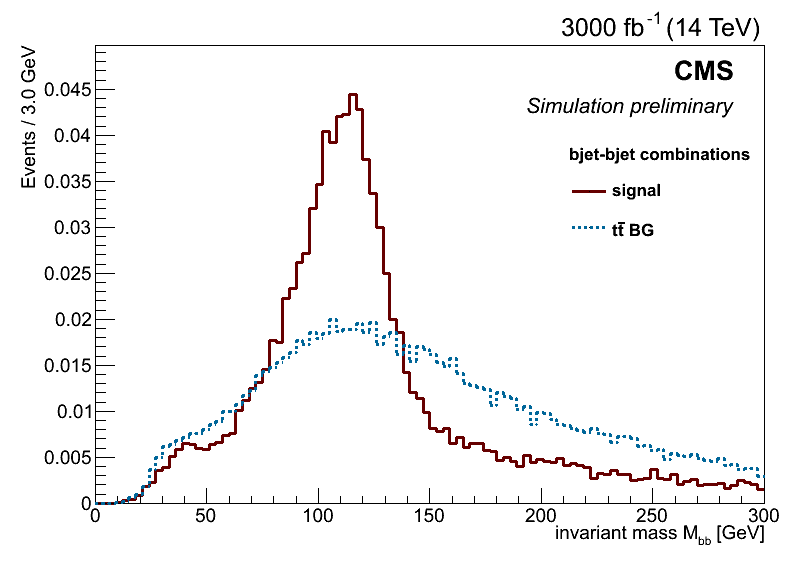 3000 fb⁻¹ (14 TeV)
CMS
Simulation preliminary
bjet-bjet combinations
signal
tt̄ BG
Events / 3.0 GeV
0.045
0.04
0.035
0.03
0.025
0.02
0.015
0.01
0.005
0
0 50 100 150 200 250 300
invariant mass M_bb [GeV]